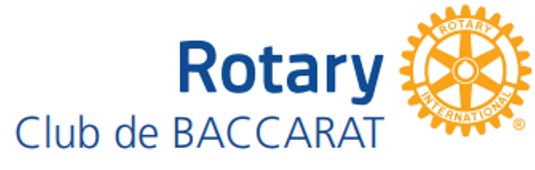 Rotary
Club de BACCARAT
ROTARY
INTERNATIONAL
®